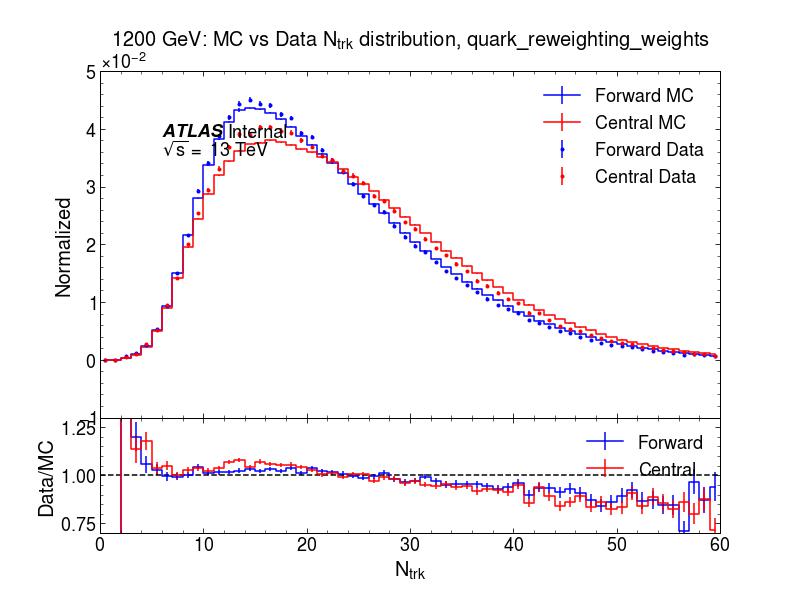 1200 GeV: MC vs Data Ntrk distribution, quark_reweighting_weights
×10−2
5
4
3
2
1
0
−1
Normalized
ATLAS Internal
√s = 13 TeV
Forward MC
Central MC
Forward Data
Central Data
1.25
1.00
0.75
Data/MC
Forward
Central
0 10 20 30 40 50 60
Ntrk